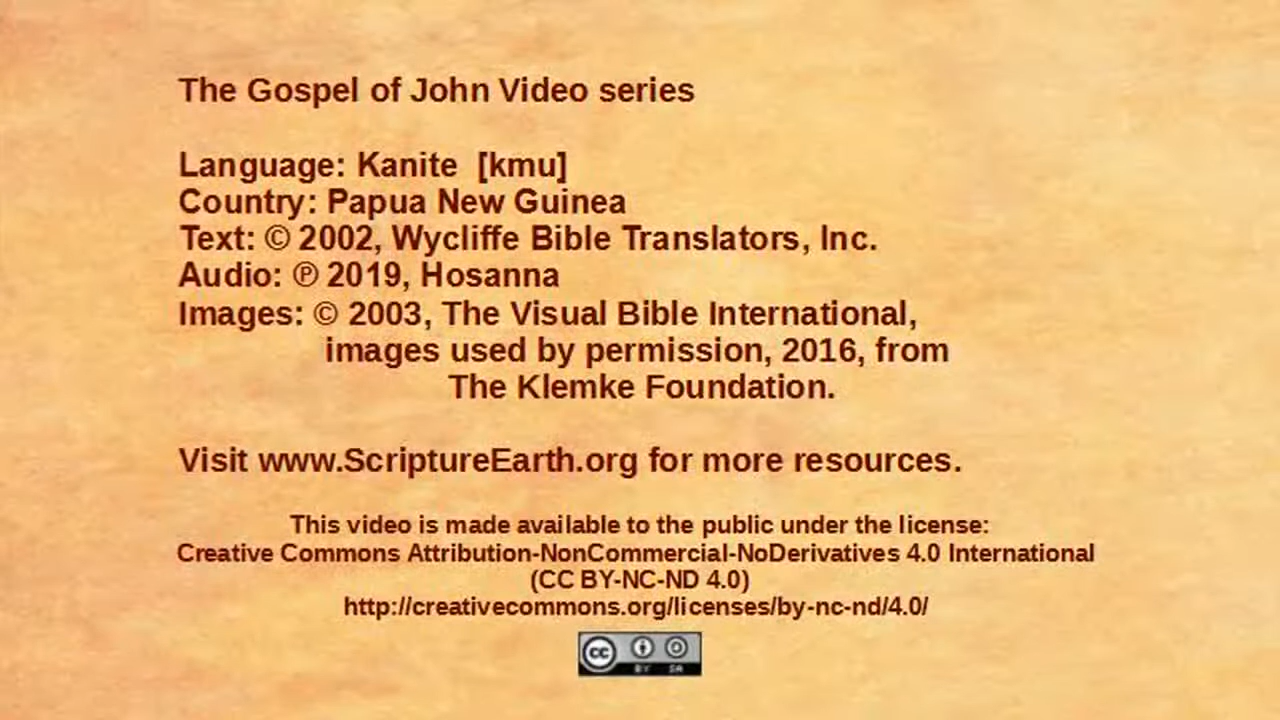 The Gospel of John Video series
Language: Kanite [kmu]
Country: Papua New Guinea
Text: © 2002, Wycliffe Bible Translators, Inc.
Audio: ℗ 2019, Hosanna
Images: © 2003, The Visual Bible International,
images used by permission, 2016, from
The Klemke Foundation.
Visit www.ScriptureEarth.org for more resources.
This video is made available to the public under the license:
Creative Commons Attribution-NonCommercial-NoDerivatives 4.0 International
(CC BY-NC-ND 4.0)
http://creativecommons.org/licenses/by-nc-nd/4.0/
cc BY SA